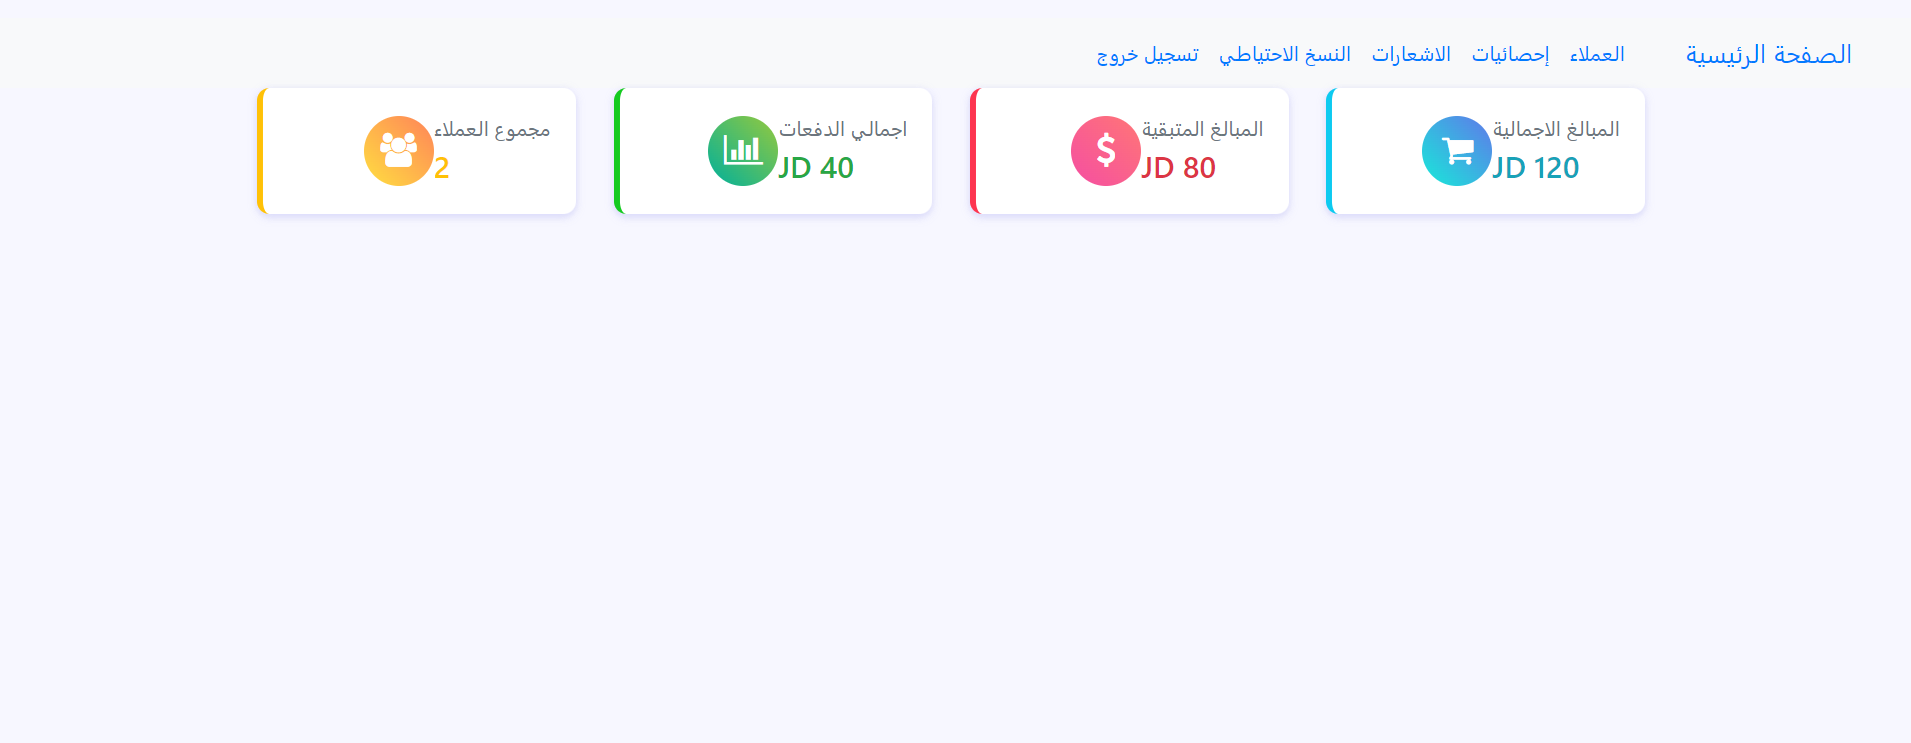 الصفحة الرئيسية
العملاء إحصائيات الاشعارات النسخ الاحتياطي تسجيل خروج
المبالغ الاجمالية
JD 120
المبالغ المتبقية
JD 80
اجمالي الدفعات
JD 40
مجموع العملاء
2